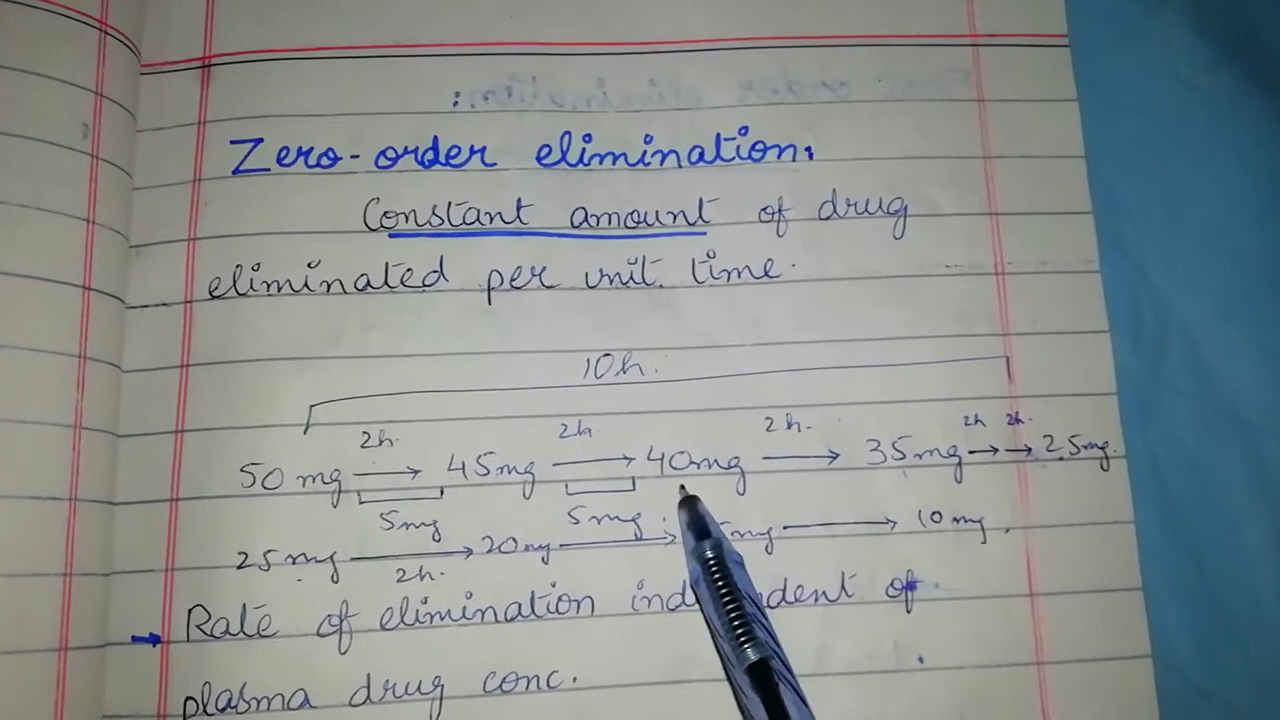 Zero-order elimination.
Constant amount of drug
eliminated per unit time.
10h.
2h. 2h 2h. 2h 2h.
50 mg → 45mg → 40mg → 35mg → → 25mg.
5mg 5mg
25mg → 20mg → 5mg → 10mg.
2h.
→ Rate of elimination of
plasma drug conc.